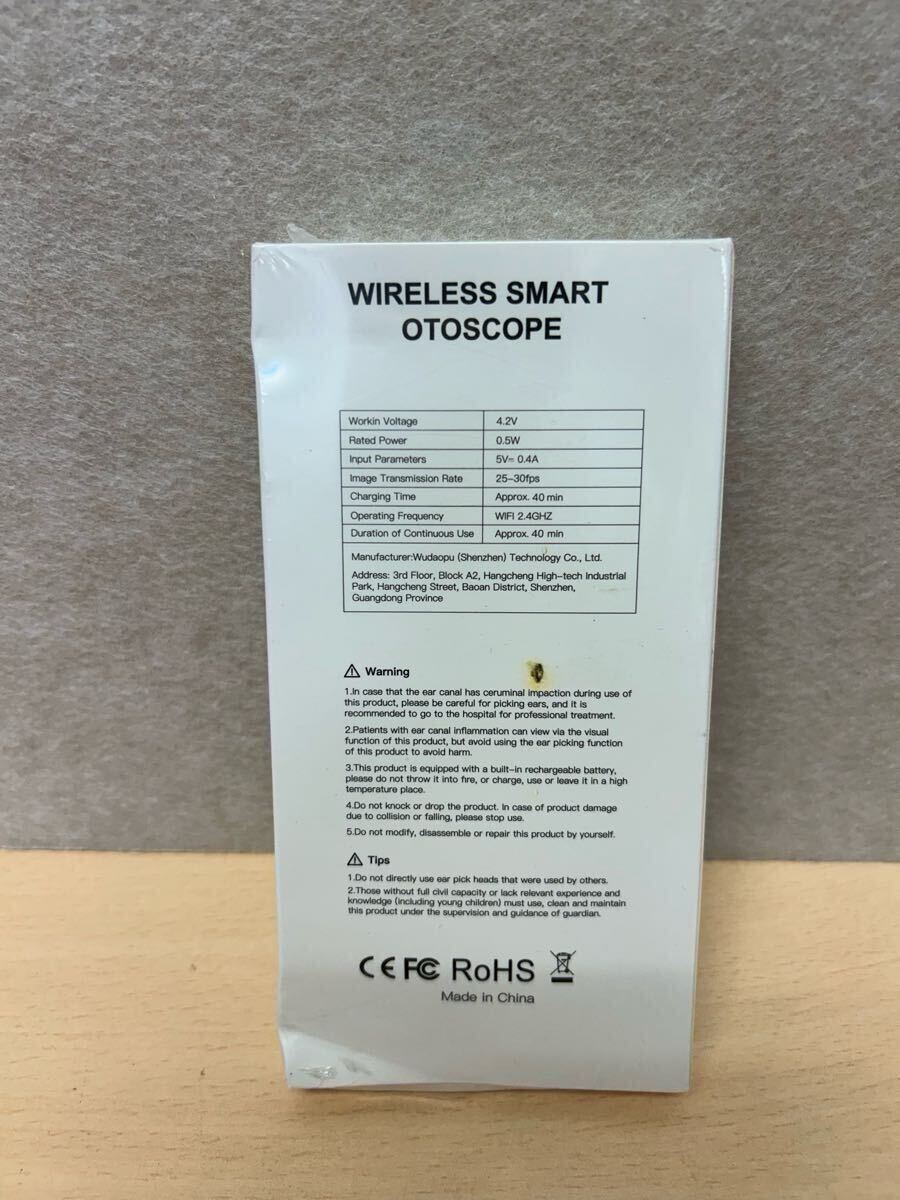 WIRELESS SMART
OTOSCOPE
Workin Voltage 4.2V
Rated Power 0.5W
Input Parameters 5V= 0.4A
Image Transmission Rate 25-30fps
Charging Time Approx. 40 min
Operating Frequency WIFI 2.4GHZ
Duration of Continuous Use Approx. 40 min
Manufacturer:Wudaopu (Shenzhen) Technology Co., Ltd.
Address: 3rd Floor, Block A2, Hangcheng High-tech Industrial
Park, Hangcheng Street, Baoan District, Shenzhen,
Guangdong Province
Warning
1.In case that the ear canal has ceruminal impaction during use of
this product, please be careful for picking ears, and it is
recommended to go to the hospital for professional treatment.
2.Patients with ear canal inflammation can view via the visual
function of this product, but avoid using the ear picking function
of this product to avoid harm.
3.This product is equipped with a built-in rechargeable battery,
please do not throw it into fire, or charge, use or leave it in a high
temperature place.
4.Do not knock or drop the product. In case of product damage
due to collision or falling, please stop use.
5.Do not modify, disassemble or repair this product by yourself.
Tips
1.Do not directly use ear pick heads that were used by others.
2.Those without full civil capacity or lack relevant experience and
knowledge (including young children) must use, clean and maintain
this product under the supervision and guidance of guardian.
CE FC RoHS
Made in China